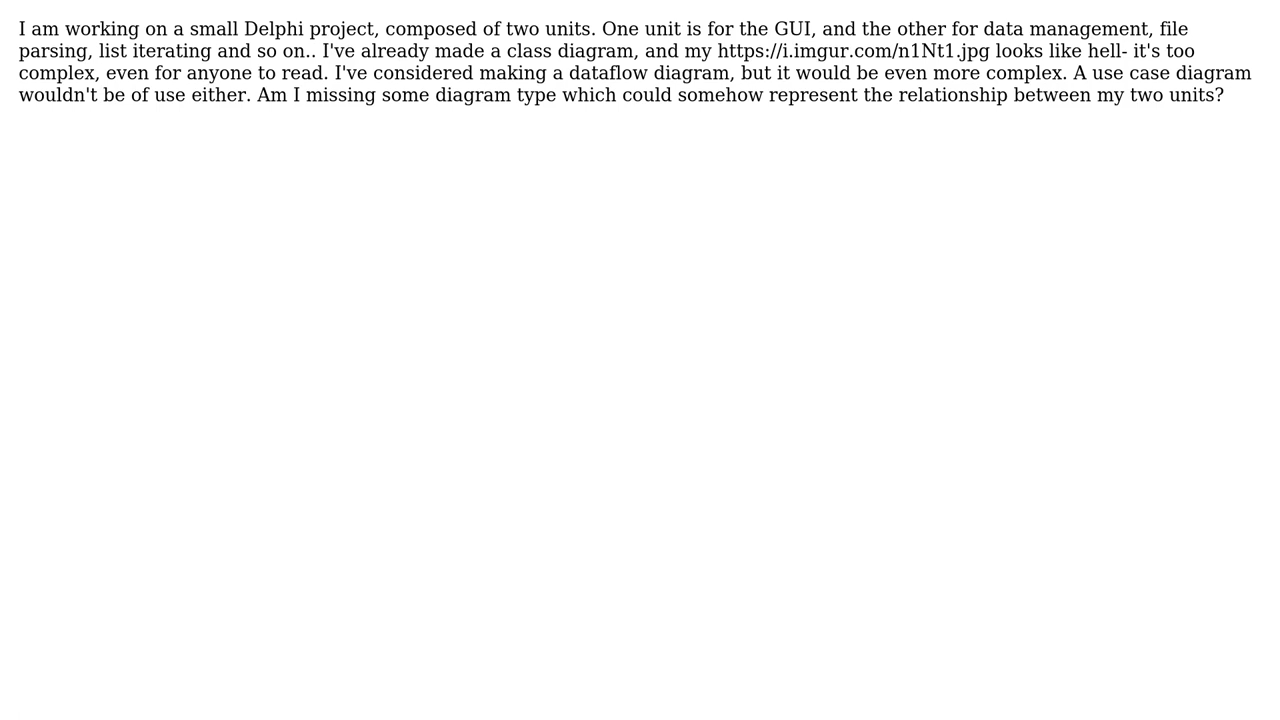 I am working on a small Delphi project, composed of two units. One unit is for the GUI, and the other for data management, file
parsing, list iterating and so on.. I've already made a class diagram, and my https://i.imgur.com/n1Nt1.jpg looks like hell- it's too
complex, even for anyone to read. I've considered making a dataflow diagram, but it would be even more complex. A use case diagram
wouldn't be of use either. Am I missing some diagram type which could somehow represent the relationship between my two units?